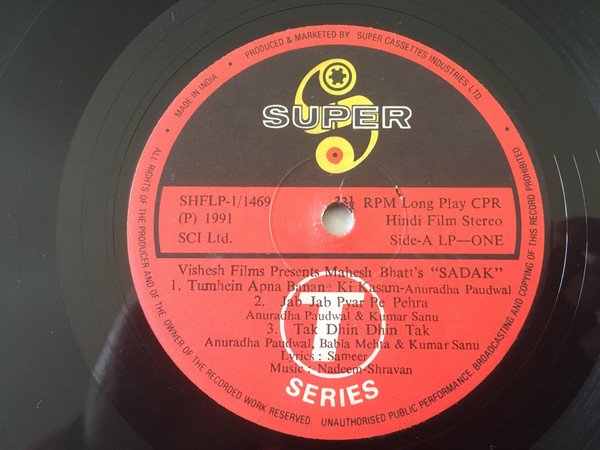 MADE IN INDIA • PRODUCED & MARKETED BY SUPER CASSETTES INDUSTRIES LTD.
SUPER
SHFLP-1/1469
(P) 1991
SCI Ltd.
RPM Long Play CPR
Hindi Film Stereo
Side-A LP—ONE
Vishesh Films Presents Mahesh Bhatt's "SADAK"
1. Tumhein Apna Banane Ki Kasam-Anuradha Paudwal
2. Jab Jab Pyar Pe Pehra
Anuradha Paudwal & Kumar Sanu
3. Tak Dhin Dhin Tak
Anuradha Paudwal, Babla Mehta & Kumar Sanu
Lyrics : Sameer
Music : Nadeem-Shravan
T
SERIES
ALL RIGHTS OF THE PRODUCER AND OF THE OWNER OF THE RECORDED WORK RESERVED. UNAUTHORISED PUBLIC PERFORMANCE, BROADCASTING AND COPYING OF THIS RECORD PROHIBITED